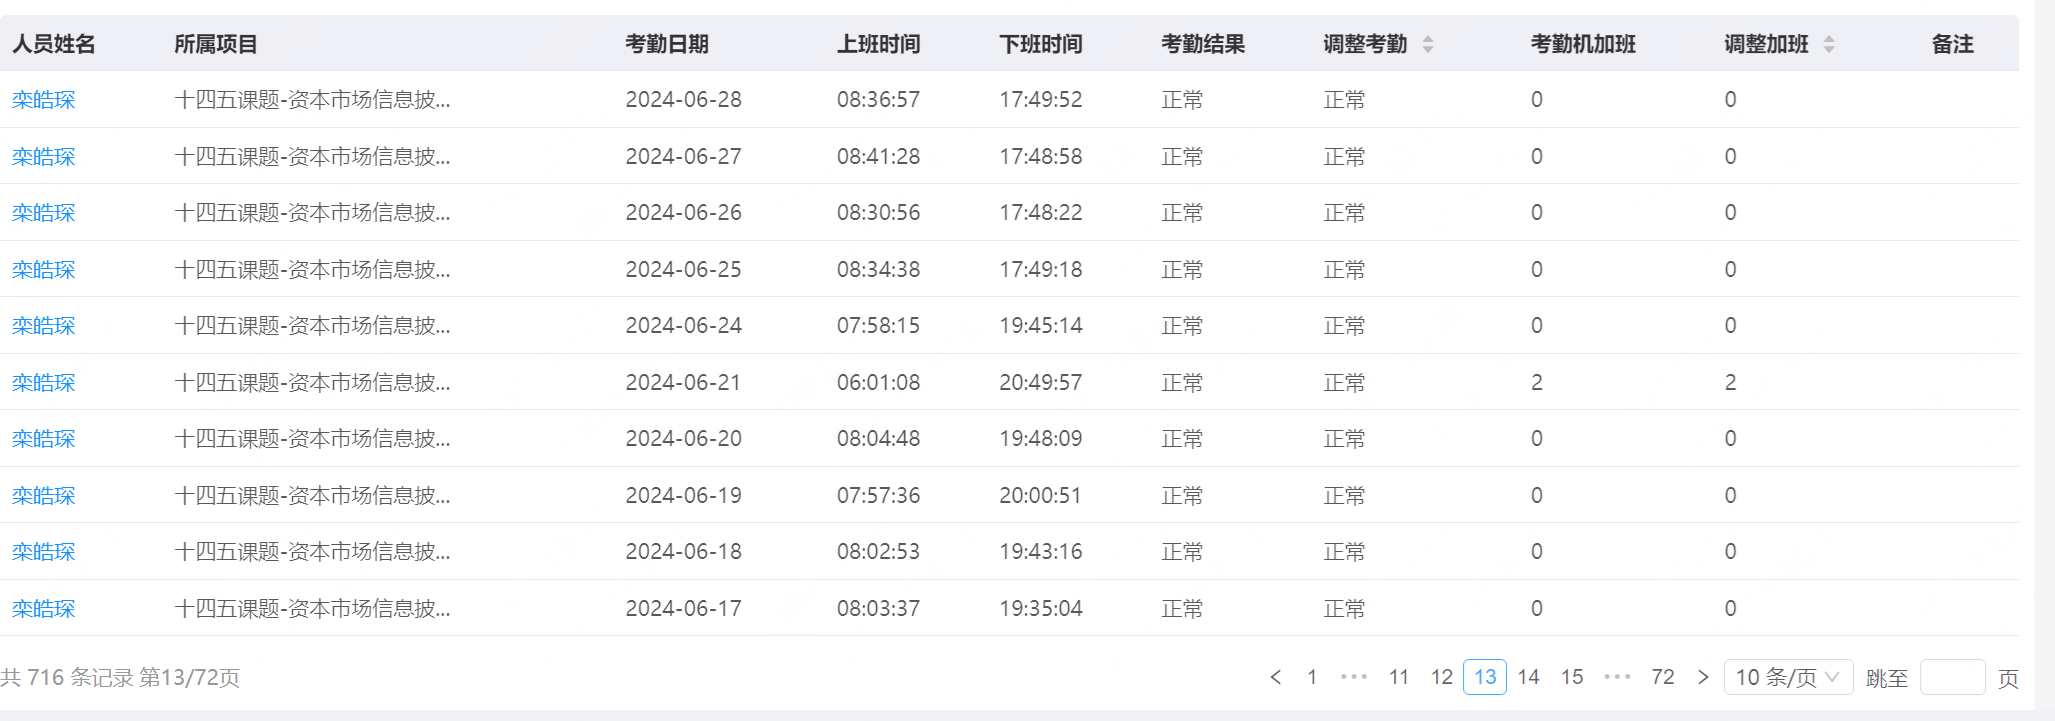 人员姓名 所属项目 考勤日期 上班时间 下班时间 考勤结果 调整考勤 考勤机加班 调整加班 备注
栾皓琛 十四五课题-资本市场信息披... 2024-06-28 08:36:57 17:49:52 正常 正常 0 0
栾皓琛 十四五课题-资本市场信息披... 2024-06-27 08:41:28 17:48:58 正常 正常 0 0
栾皓琛 十四五课题-资本市场信息披... 2024-06-26 08:30:56 17:48:22 正常 正常 0 0
栾皓琛 十四五课题-资本市场信息披... 2024-06-25 08:34:38 17:49:18 正常 正常 0 0
栾皓琛 十四五课题-资本市场信息披... 2024-06-24 07:58:15 19:45:14 正常 正常 0 0
栾皓琛 十四五课题-资本市场信息披... 2024-06-21 06:01:08 20:49:57 正常 正常 2 2
栾皓琛 十四五课题-资本市场信息披... 2024-06-20 08:04:48 19:48:09 正常 正常 0 0
栾皓琛 十四五课题-资本市场信息披... 2024-06-19 07:57:36 20:00:51 正常 正常 0 0
栾皓琛 十四五课题-资本市场信息披... 2024-06-18 08:02:53 19:43:16 正常 正常 0 0
栾皓琛 十四五课题-资本市场信息披... 2024-06-17 08:03:37 19:35:04 正常 正常 0 0
共 716 条记录 第13/72页 < 1 ••• 11 12 13 14 15 ••• 72 > 10 条/页 跳至 页